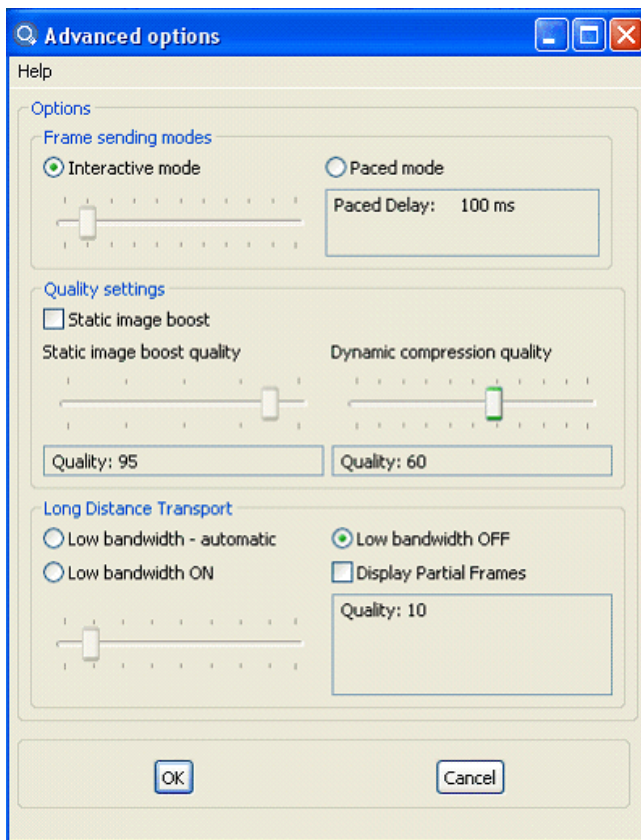 Advanced options
Help
Options
Frame sending modes
Interactive mode
Paced mode
Paced Delay: 100 ms
Quality settings
Static image boost
Static image boost quality
Dynamic compression quality
Quality: 95
Quality: 60
Long Distance Transport
Low bandwidth - automatic
Low bandwidth OFF
Low bandwidth ON
Display Partial Frames
Quality: 10
OK
Cancel